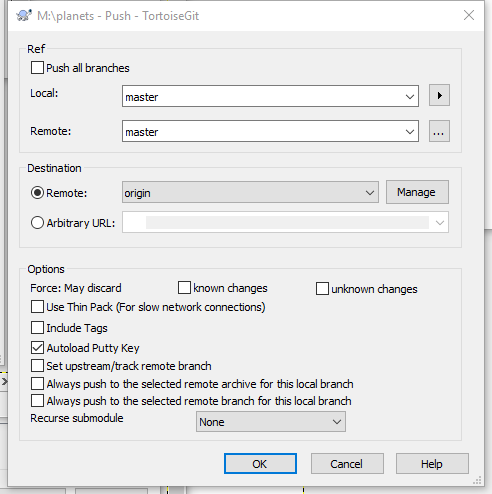 M:\planets - Push - TortoiseGit
Ref
Push all branches
Local:
master
Remote:
master
...
Destination
Remote:
origin
Manage
Arbitrary URL:
Options
Force: May discard
known changes
unknown changes
Use Thin Pack (For slow network connections)
Include Tags
Autoload Putty Key
Set upstream/track remote branch
Always push to the selected remote archive for this local branch
Always push to the selected remote branch for this local branch
Recurse submodule
None
OK
Cancel
Help